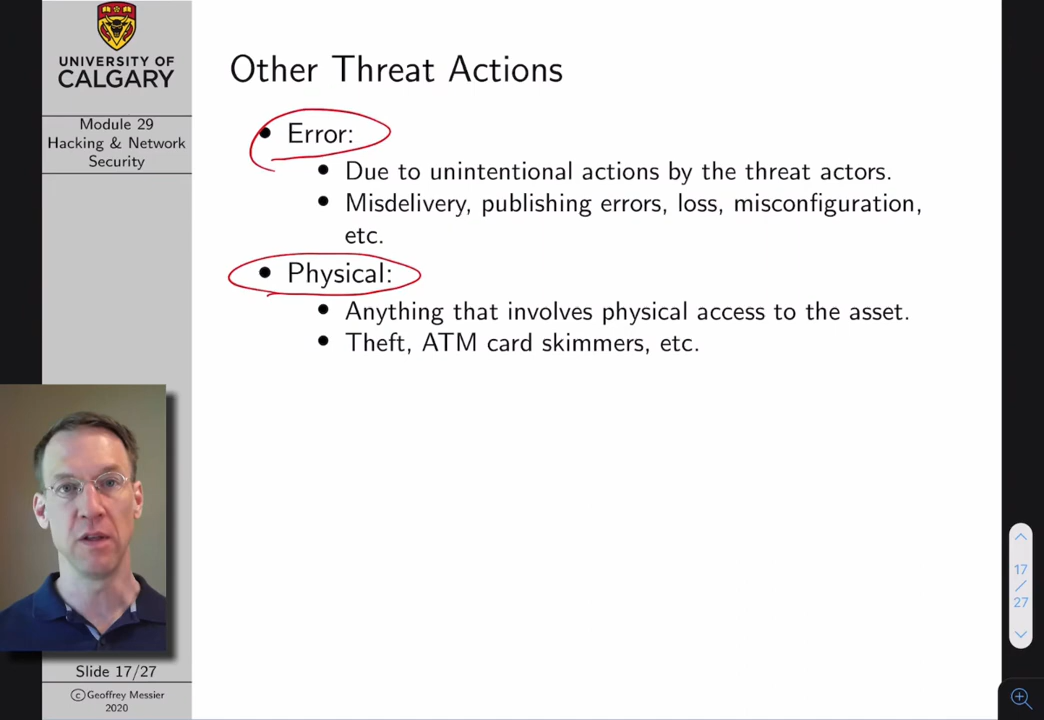 UNIVERSITY OF
CALGARY
Module 29
Hacking & Network
Security
Other Threat Actions
• Error:
• Due to unintentional actions by the threat actors.
• Misdelivery, publishing errors, loss, misconfiguration,
etc.
• Physical:
• Anything that involves physical access to the asset.
• Theft, ATM card skimmers, etc.
17
/
27
Slide 17/27
©Geoffrey Messier
2020